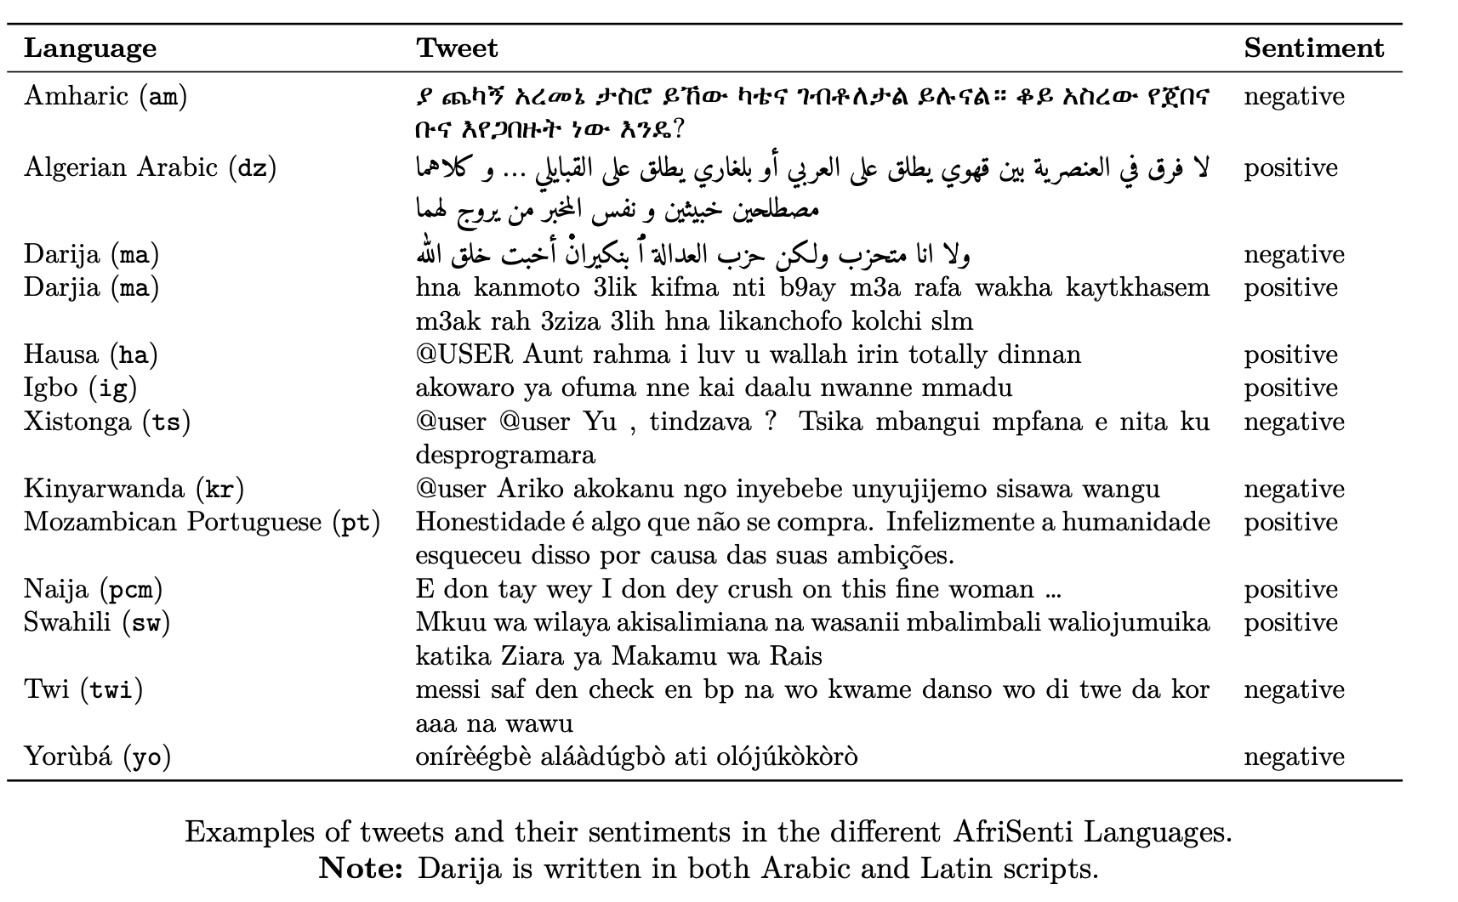 Language Tweet Sentiment
Amharic (am) ያ ጨካኝ አረመኔ ታስሮ ይኸው ካቴና ገብቶለታል ይሉናል። ቆይ አስረው የጀበና negative
ቡና እየጋበዙት ነው እንዴ?
Algerian Arabic (dz) لا فرق في العنصرية بين قهوي يطلق على العربي أو بلغاري يطلق على القبايلي ... و كلاهما positive
مصطلحين خبيثين و نفس المخبر من يروج لهما
Darija (ma) ولا انا متحزب ولكن حزب العدالة أ بنكيران أخبت خلق الله negative
Darjia (ma) hna kanmoto 3lik kifma nti b9ay m3a rafa wakha kaytkhasem positive
m3ak rah 3ziza 3lih hna likanchofo kolchi slm
Hausa (ha) @USER Aunt rahma i luv u wallah irin totally dinnan positive
Igbo (ig) akowaro ya ofuma nne kai daalu nwanne mmadu positive
Xistonga (ts) @user @user Yu , tindzava ? Tsika mbangui mpfana e nita ku negative
desprogramara
Kinyarwanda (kr) @user Ariko akokanu ngo inyebebe unyujijemo sisawa wangu negative
Mozambican Portuguese (pt) Honestidade é algo que não se compra. Infelizmente a humanidade positive
esqueceu disso por causa das suas ambições.
Naija (pcm) E don tay wey I don dey crush on this fine woman ... positive
Swahili (sw) Mkuu wa wilaya akisalimiana na wasanii mbalimbali waliojumuika positive
katika Ziara ya Makamu wa Rais
Twi (twi) messi saf den check en bp na wo kwame danso wo di twe da kor negative
aaa na wawu
Yorùbá (yo) onírèégbè aláàdúgbò ati olójúkòkòrò negative
Examples of tweets and their sentiments in the different AfriSenti Languages.
Note: Darija is written in both Arabic and Latin scripts.